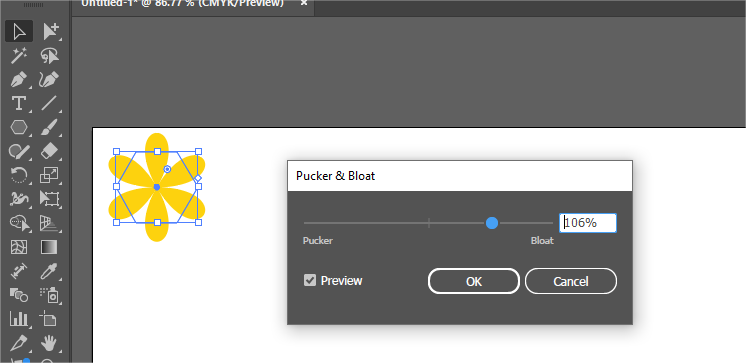 Untitled-1* @ 86.77 % (CMYK/Preview) ×
Pucker & Bloat
106%
Pucker Bloat
Preview OK Cancel